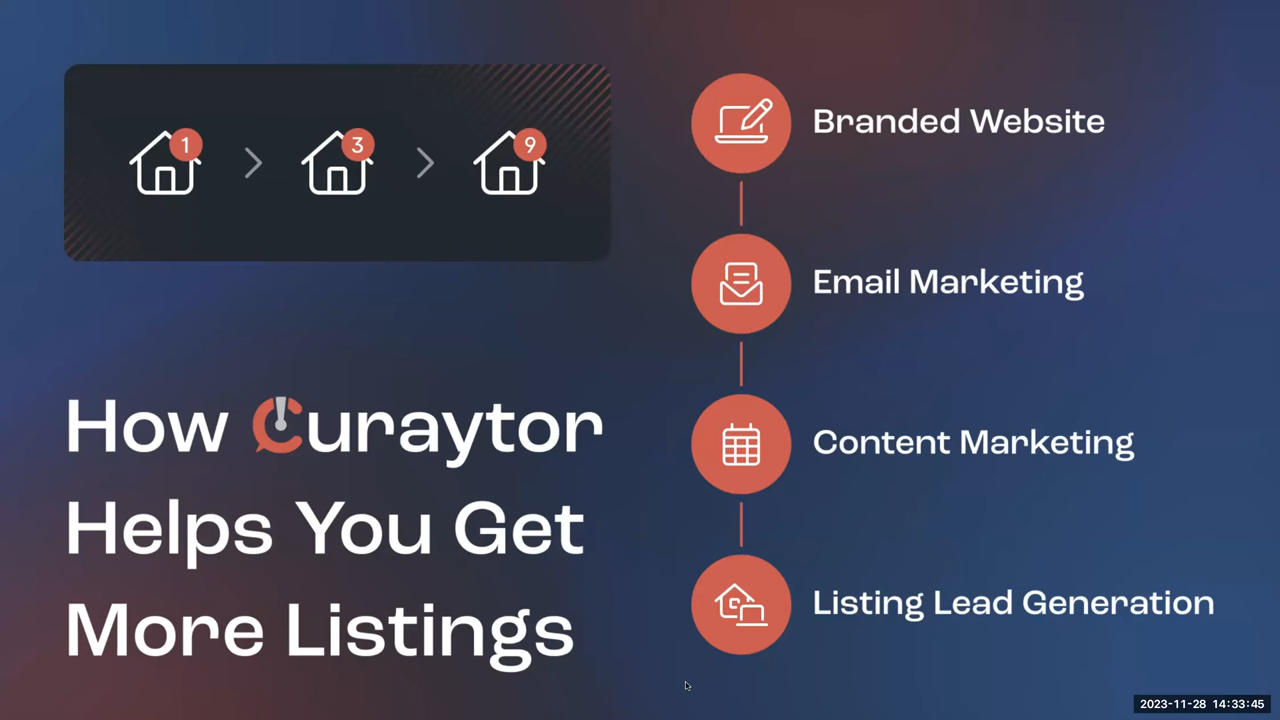 1
3
9
How Curaytor
Helps You Get
More Listings
Branded Website
Email Marketing
Content Marketing
Listing Lead Generation
2023-11-28 14:33:45